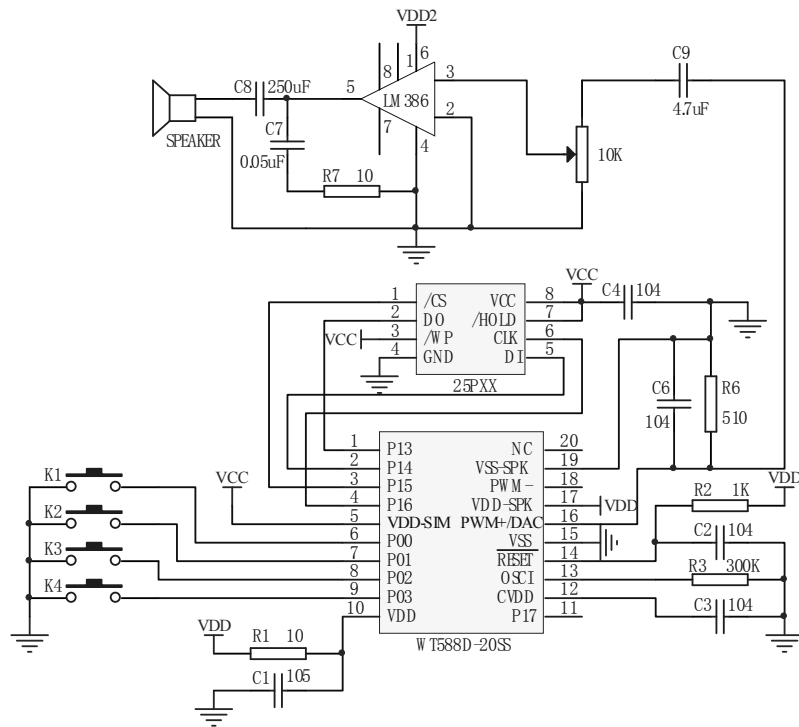 VDD2
C9
C8 250uF 5 8 1 6 3
LM386
4.7uF
2
C7 7
SPEAKER
0.05uF 4 10K
R7 10
VCC
1 /CS VCC 8 C4 104
2 DO /HOLD 7
VCC 3 /WP CLK 6
4 GND DI 5
25PXX
C6 R6
104 510
1 P13 NC 20
K1 2 P14 VSS-SPK 19
VCC 3 P15 PWM- 18 VDD
4 P16 VDD-SPK 17 VDD R2 1K
K2 5 VDD-SIM PWM+/DAC 16
6 P00 VSS 15 C2 104
K3 7 P01 RESET 14
8 P02 OSCI 13 R3 300K
K4 9 P03 CVDD 12
10 VDD P17 11 C3 104
VDD R1 10
WT588D-20SS
C1 105